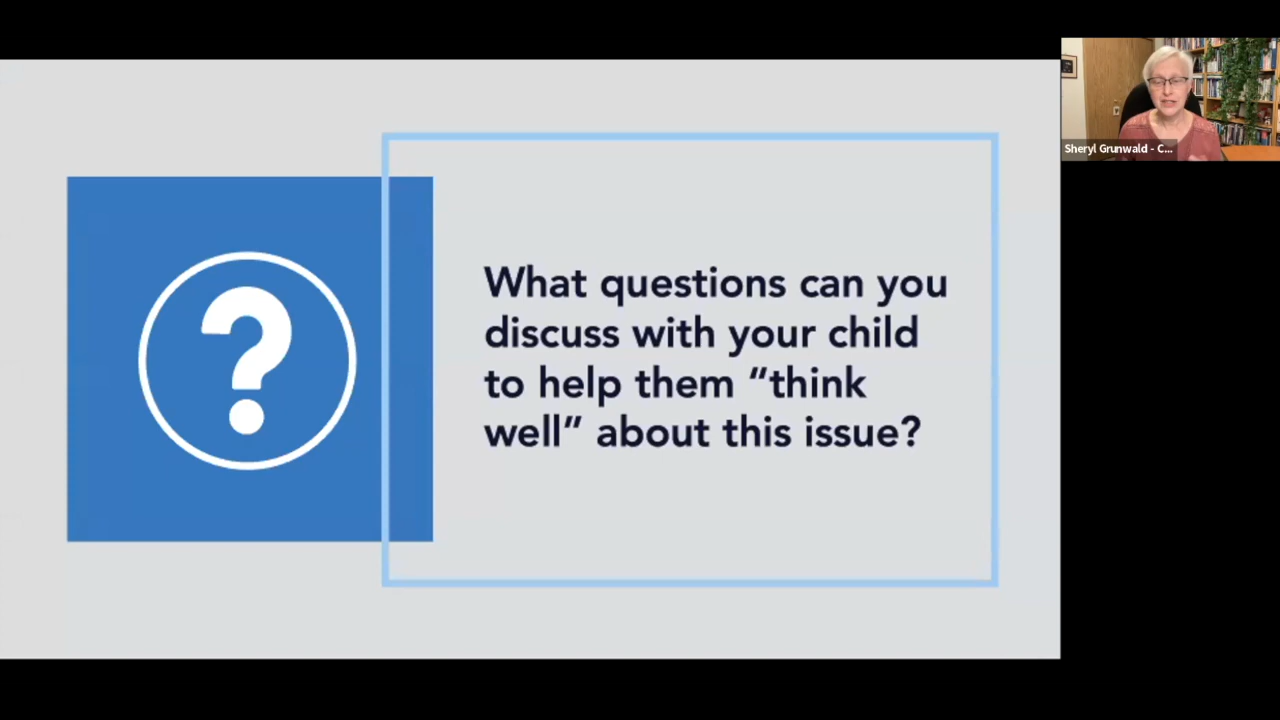 What questions can you
discuss with your child
to help them “think
well” about this issue?
Sheryl Grunwald - C...